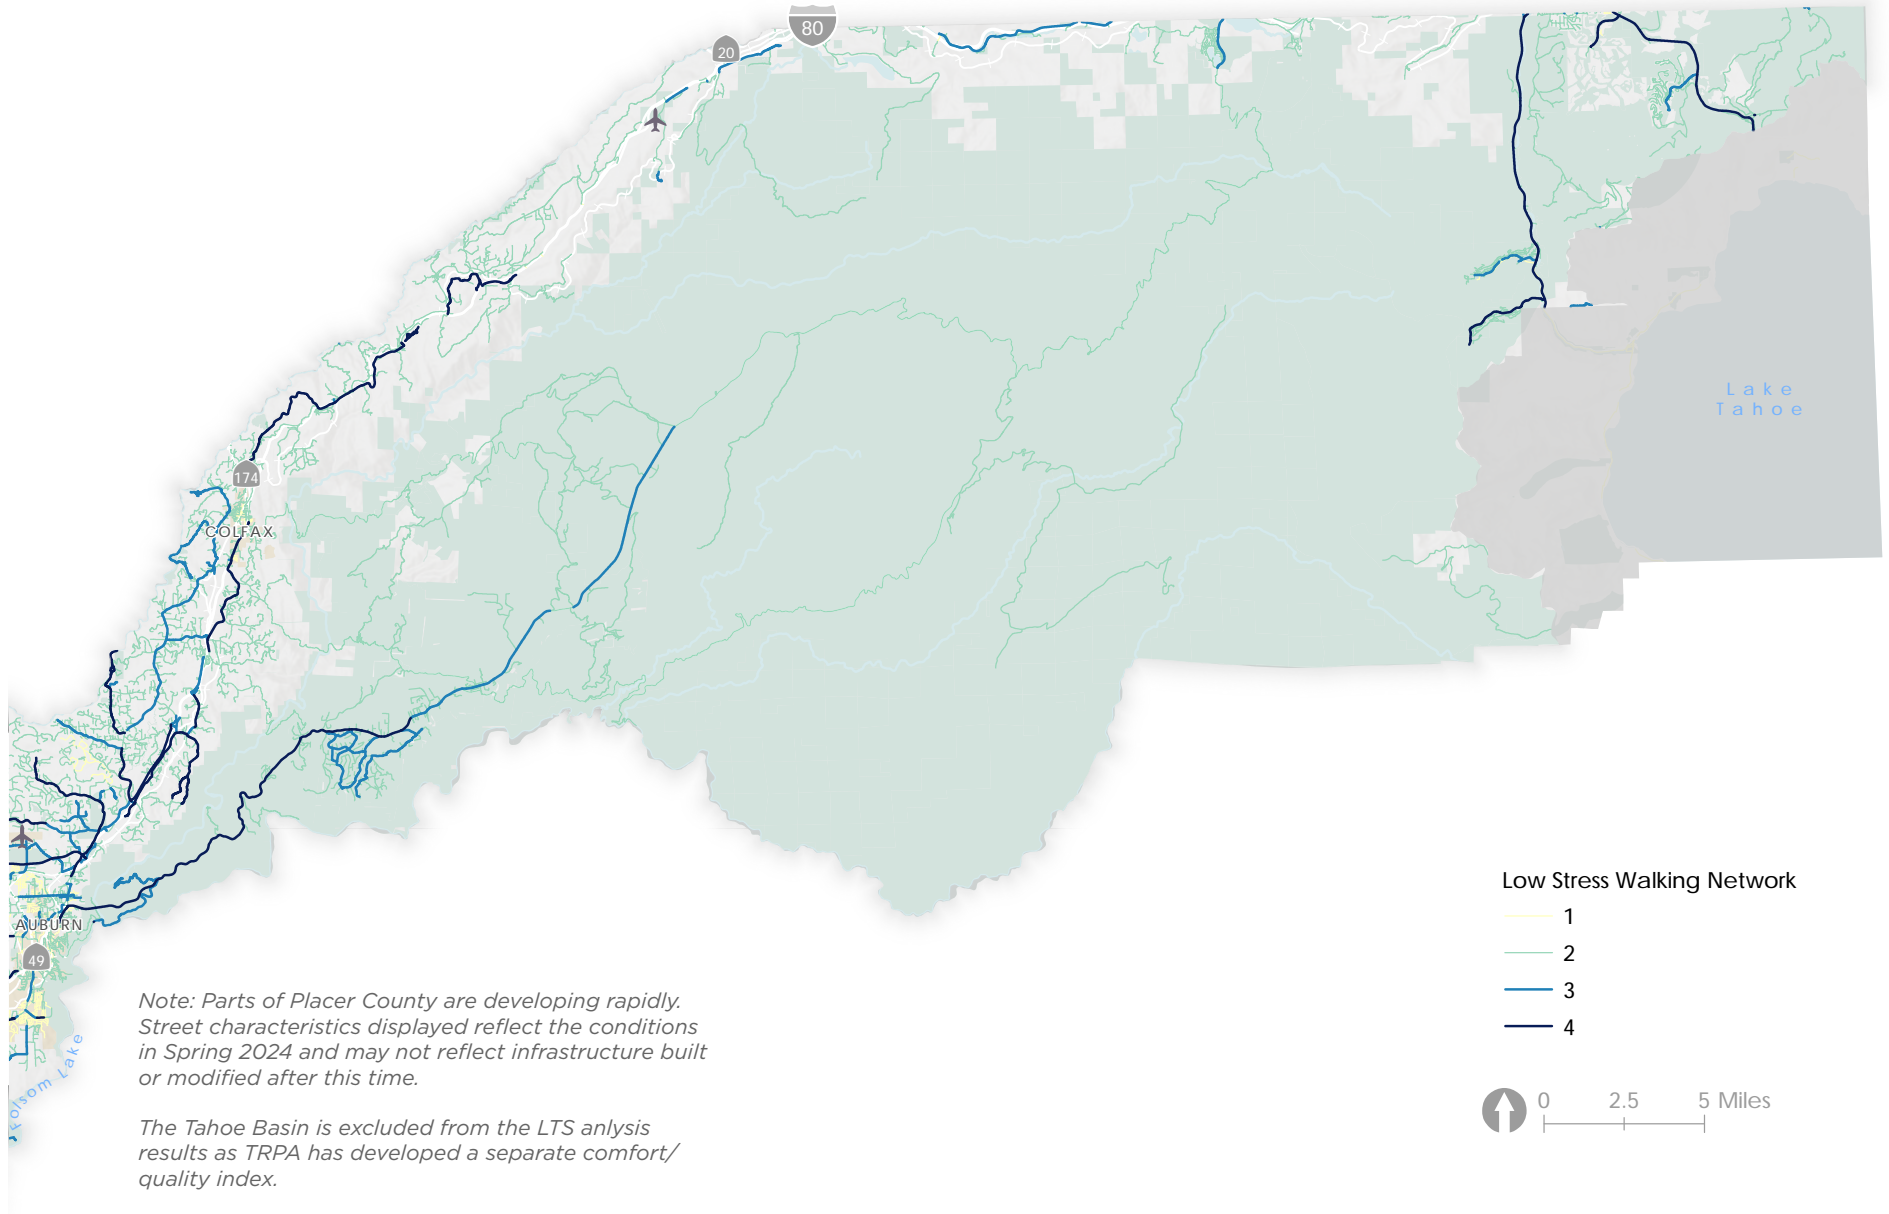 80
20
Lake
Tahoe
174
COLFAX
AUBURN
49
Folsom Lake
Low Stress Walking Network
1
2
3
4
0 2.5 5 Miles
Note: Parts of Placer County are developing rapidly.
Street characteristics displayed reflect the conditions
in Spring 2024 and may not reflect infrastructure built
or modified after this time.
The Tahoe Basin is excluded from the LTS anlysis
results as TRPA has developed a separate comfort/
quality index.